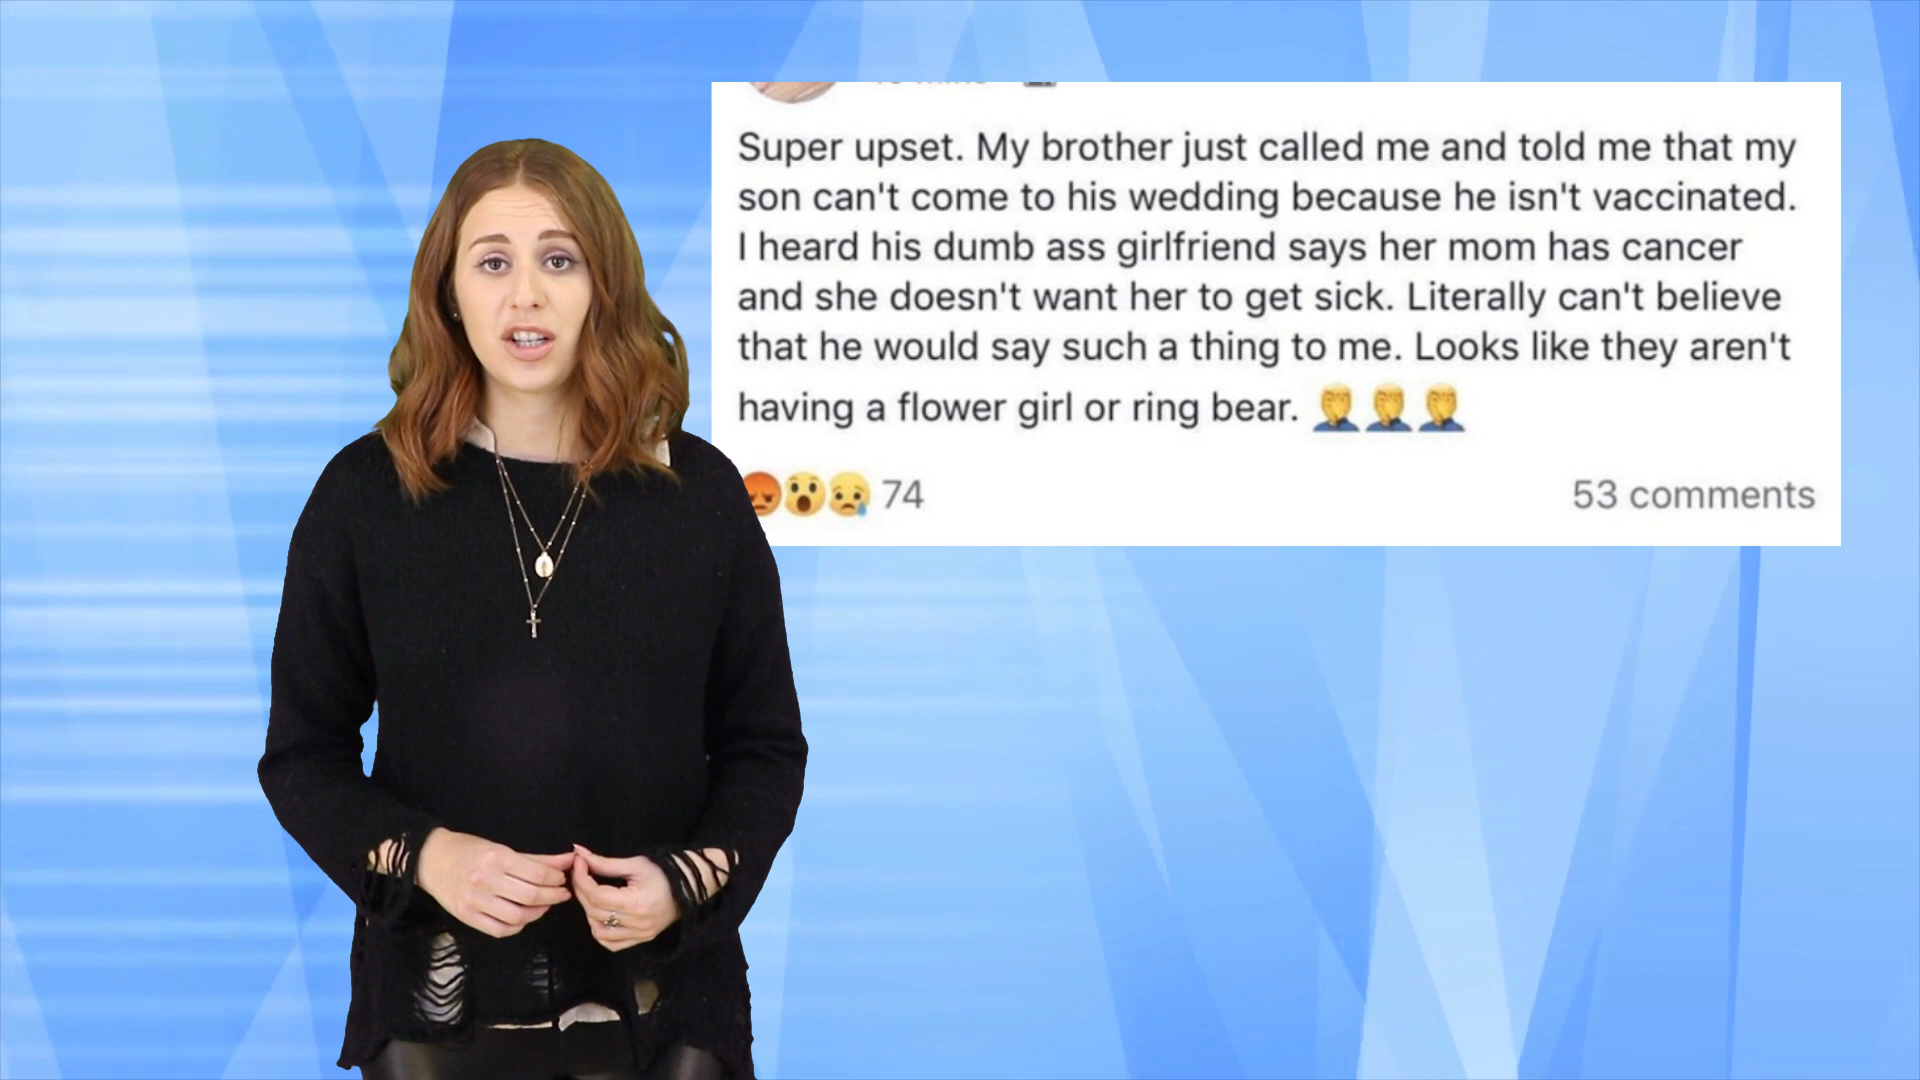 Super upset. My brother just called me and told me that my
son can't come to his wedding because he isn't vaccinated.
I heard his dumb ass girlfriend says her mom has cancer
and she doesn't want her to get sick. Literally can't believe
that he would say such a thing to me. Looks like they aren't
having a flower girl or ring bear. 🤦‍♂️🤦‍♂️🤦‍♂️
74 53 comments